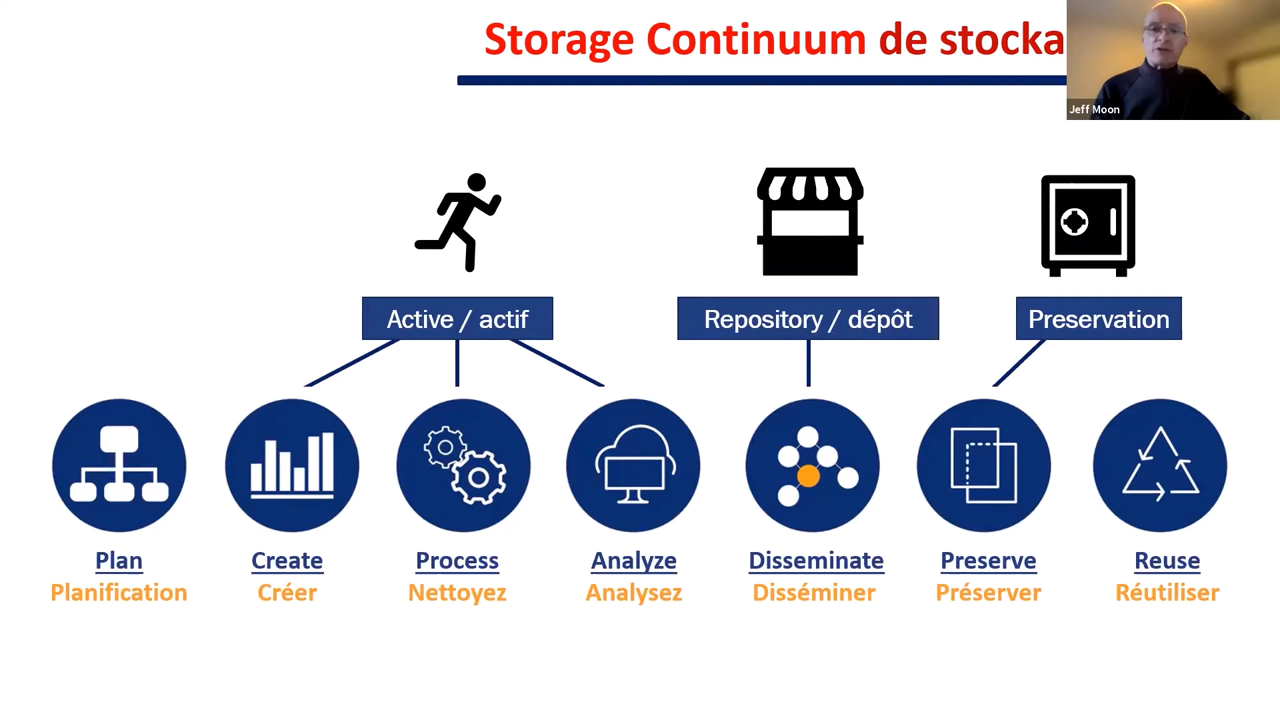 Storage Continuum de stocka
Jeff Moon
Active / actif
Repository / dépôt
Preservation
Plan
Planification
Create
Créer
Process
Nettoyez
Analyze
Analysez
Disseminate
Disséminer
Preserve
Préserver
Reuse
Réutiliser